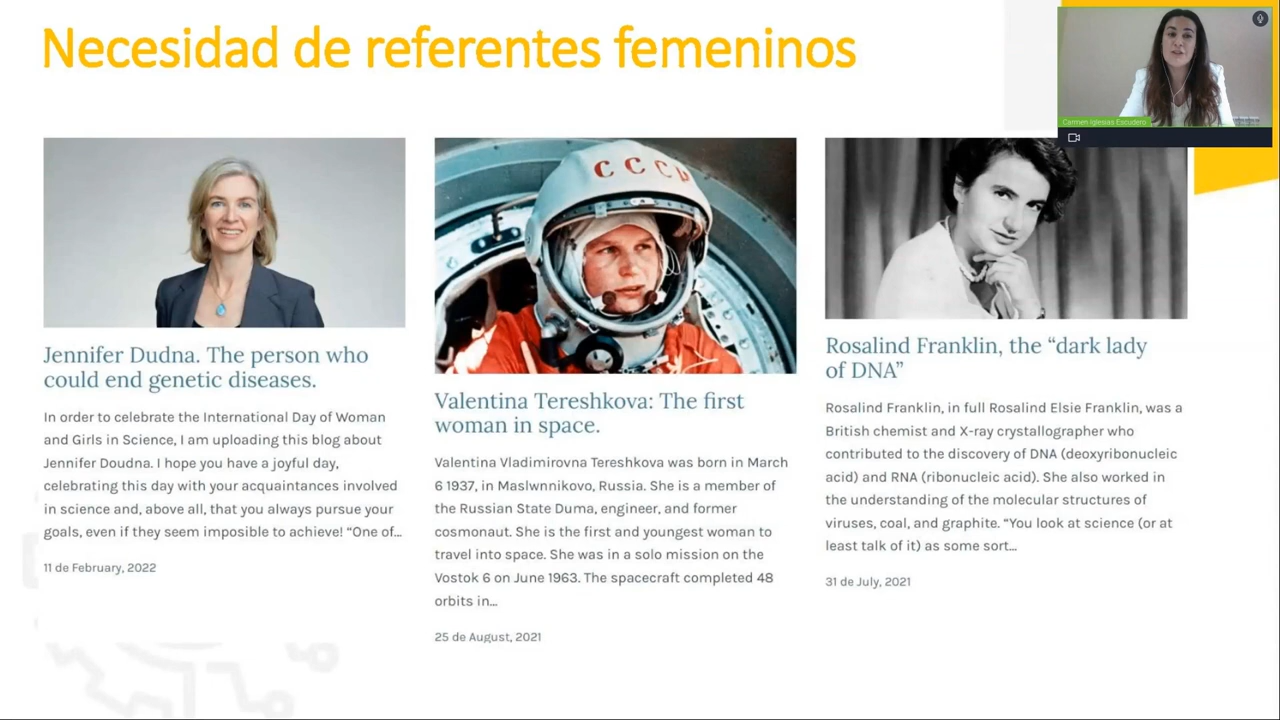 Necesidad de referentes femeninos
Carmen Iglesias Escudero
CCCP
Jennifer Dudna. The person who
could end genetic diseases.
In order to celebrate the International Day of Woman
and Girls in Science, I am uploading this blog about
Jennifer Doudna. I hope you have a joyful day,
celebrating this day with your acquaintances involved
in science and, above all, that you always pursue your
goals, even if they seem imposible to achieve! “One of...
11 de February, 2022
Valentina Tereshkova: The first
woman in space.
Valentina Vladimirovna Tereshkova was born in March
6 1937, in Maslwnnikovo, Russia. She is a member of
the Russian State Duma, engineer, and former
cosmonaut. She is the first and youngest woman to
travel into space. She was in a solo mission on the
Vostok 6 on June 1963. The spacecraft completed 48
orbits in...
25 de August, 2021
Rosalind Franklin, the “dark lady
of DNA”
Rosalind Franklin, in full Rosalind Elsie Franklin, was a
British chemist and X-ray crystallographer who
contributed to the discovery of DNA (deoxyribonucleic
acid) and RNA (ribonucleic acid). She also worked in
the understanding of the molecular structures of
viruses, coal, and graphite. “You look at science (or at
least talk of it) as some sort...
31 de July, 2021